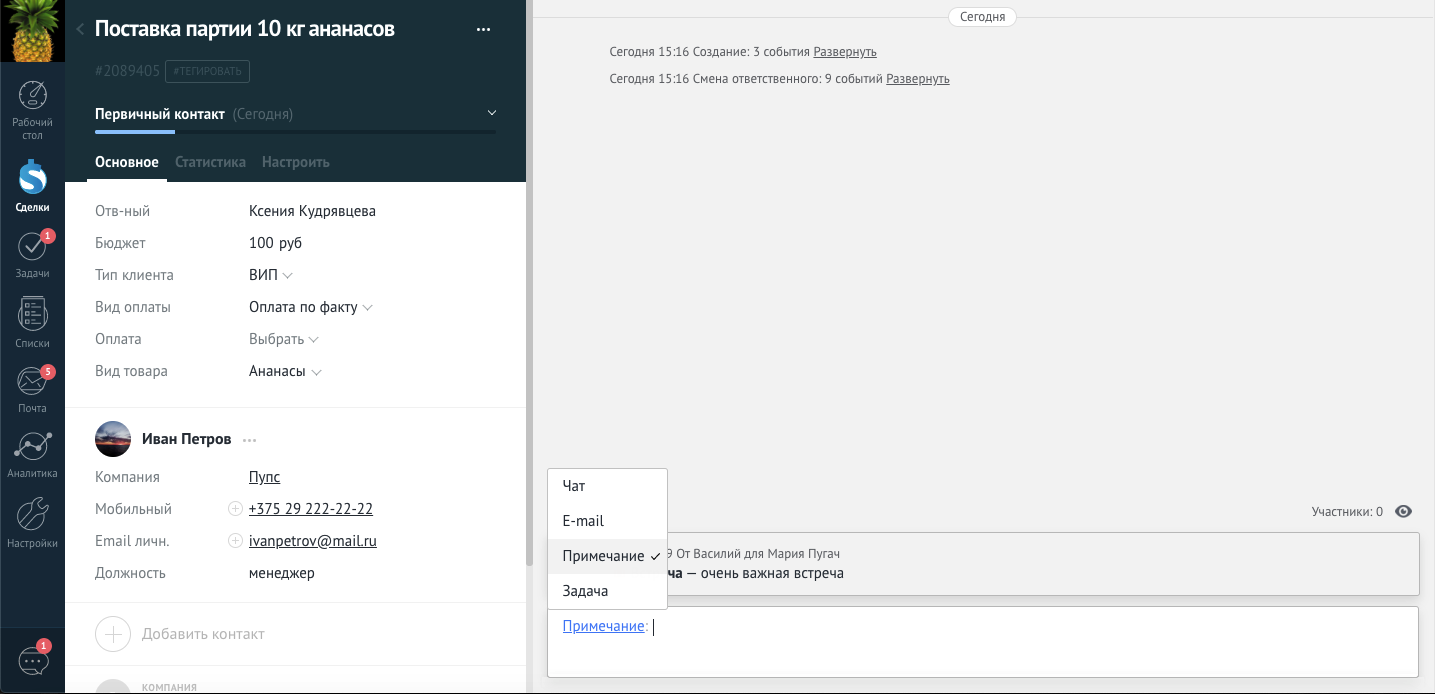 Поставка партии 10 кг ананасов
#2089405 #ТЕГИРОВАТЬ
Первичный контакт (Сегодня)
Основное Статистика Настроить
Рабочий
стол
Сделки
1
Задачи
Списки
5
Почта
Аналитика
Настройки
1
Отв-ный Ксения Кудрявцева
Бюджет 100 руб
Тип клиента ВИП
Вид оплаты Оплата по факту
Оплата Выбрать
Вид товара Ананасы
Иван Петров
Компания Пупс
Мобильный +375 29 222-22-22
Email личн. ivanpetrov@mail.ru
Должность менеджер
Добавить контакт
КОМПАНИЯ
Сегодня
Сегодня 15:16 Создание: 3 события Развернуть
Сегодня 15:16 Смена ответственного: 9 событий Развернуть
Участники: 0
Чат
E-mail
Примечание
Задача
9 От Василий для Мария Пугач
ча — очень важная встреча
Примечание: